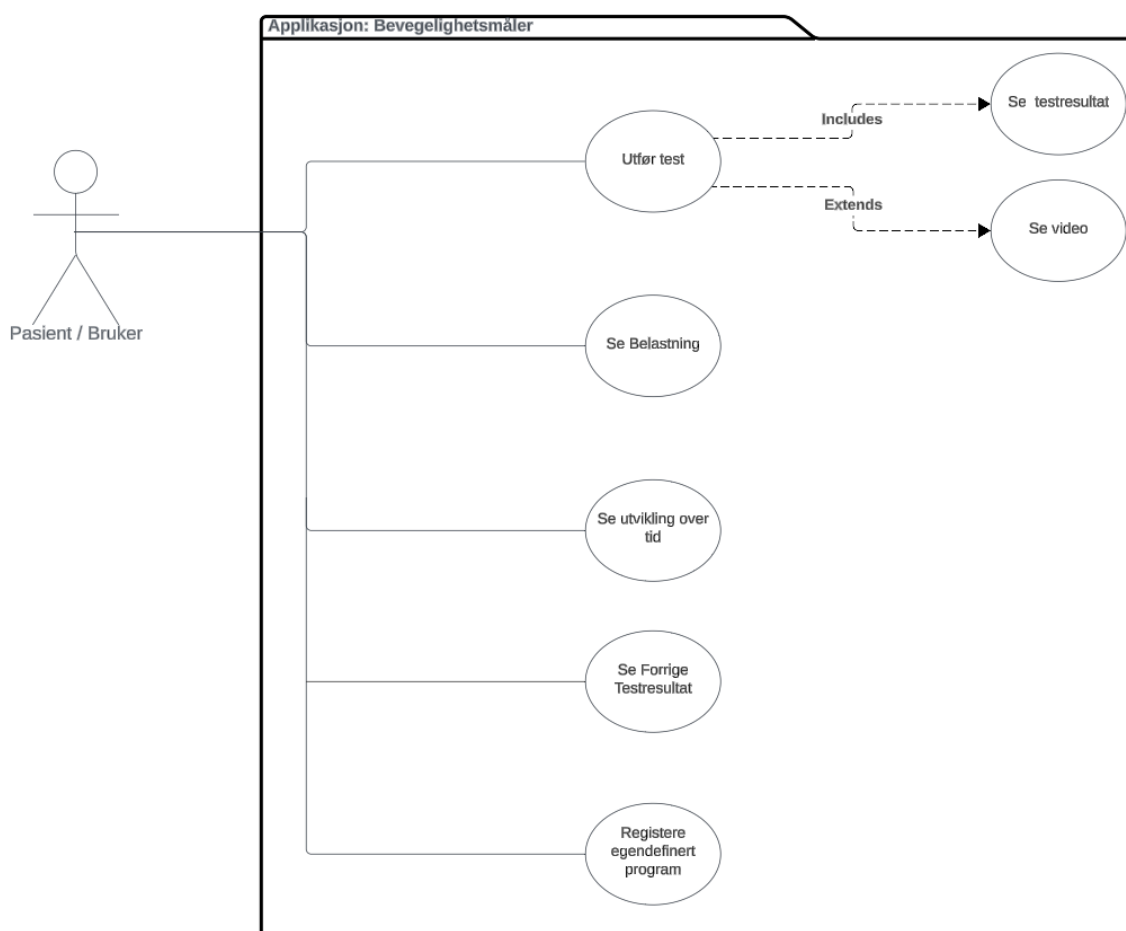 Applikasjon: Bevegelighetsmåler
Se testresultat
Includes
Utfør test
Extends
Se video
Pasient / Bruker
Se Belastning
Se utvikling over
tid
Se Forrige
Testresultat
Registere
egendefinert
program